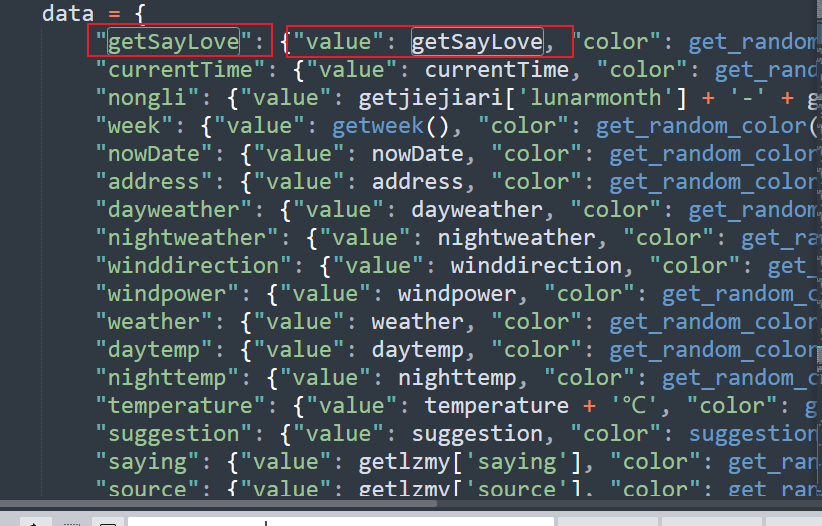 data = {
"getSayLove": {"value": getSayLove, "color": get_random
"currentTime": {"value": currentTime, "color": get_rand
"nongli": {"value": getjiejiari['lunarmonth'] + '-' + g
"week": {"value": getweek(), "color": get_random_color(
"nowDate": {"value": nowDate, "color": get_random_color
"address": {"value": address, "color": get_random_color
"dayweather": {"value": dayweather, "color": get_random
"nightweather": {"value": nightweather, "color": get_ra
"winddirection": {"value": winddirection, "color": get_
"windpower": {"value": windpower, "color": get_random_c
"weather": {"value": weather, "color": get_random_color
"daytemp": {"value": daytemp, "color": get_random_color
"nighttemp": {"value": nighttemp, "color": get_random_c
"temperature": {"value": temperature + '℃', "color": g
"suggestion": {"value": suggestion, "color": suggestion
"saying": {"value": getlzmy['saying'], "color": get_ran
"source": {"value": getlzmy['source'], "color": get_ran